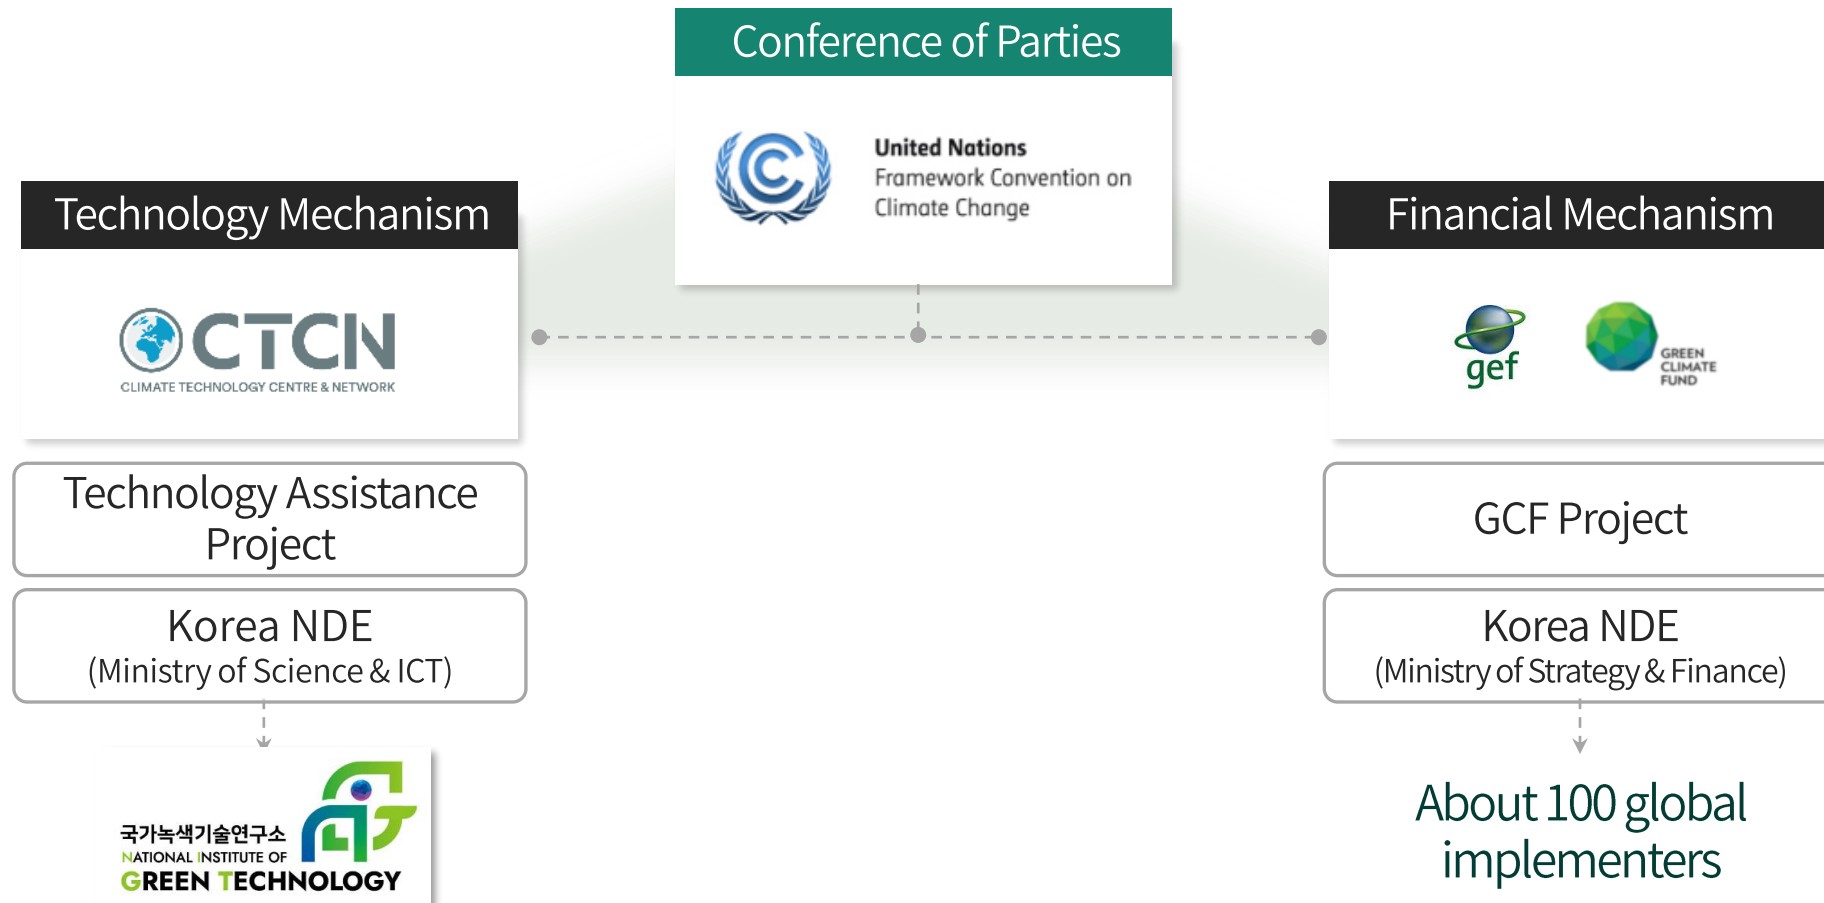 Conference of Parties
United Nations
Framework Convention on
Climate Change
Technology Mechanism
CTCN
CLIMATE TECHNOLOGY CENTRE & NETWORK
Technology Assistance
Project
Korea NDE
(Ministry of Science & ICT)
국가녹색기술연구소
NATIONAL INSTITUTE OF
GREEN TECHNOLOGY
Financial Mechanism
gef
GREEN
CLIMATE
FUND
GCF Project
Korea NDE
(Ministry of Strategy & Finance)
About 100 global
implementers